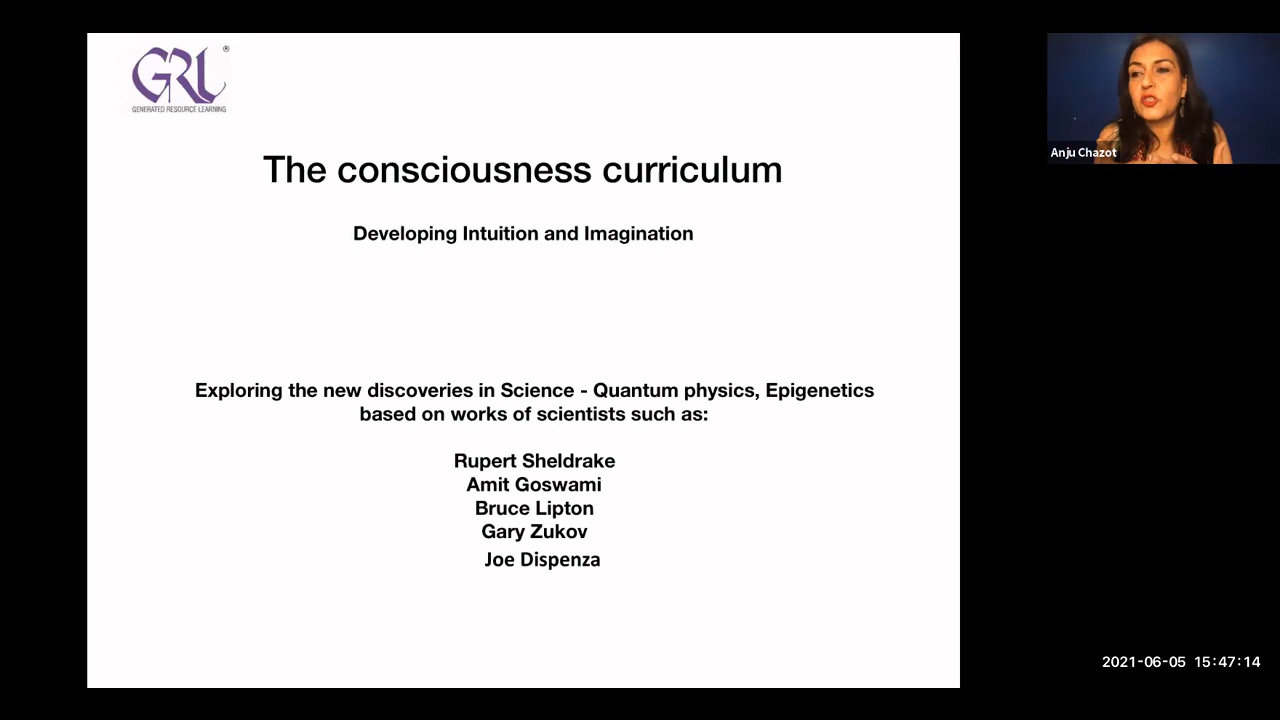 GRL®
GENERATED RESOURCE LEARNING
The consciousness curriculum
Developing Intuition and Imagination
Exploring the new discoveries in Science - Quantum physics, Epigenetics
based on works of scientists such as:
Rupert Sheldrake
Amit Goswami
Bruce Lipton
Gary Zukov
Joe Dispenza
Anju Chazot
2021-06-05 15:47:14